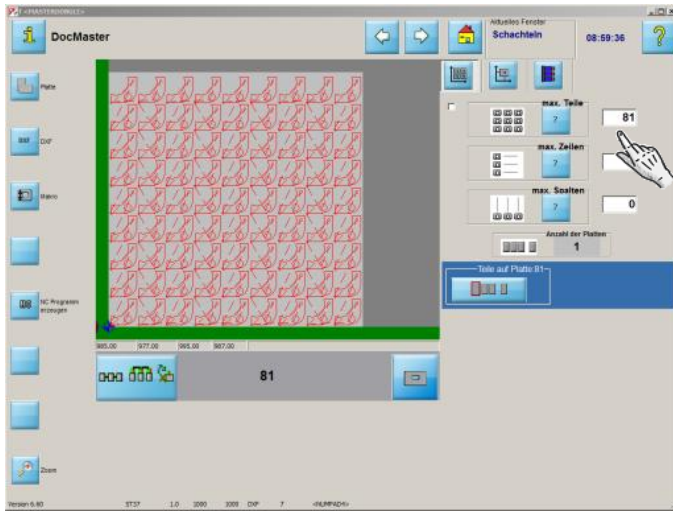 DocMaster
Aktuelles Fenster
Schachteln
08:59:36
Platte
DXF
Makro
NC Programm
erzeugen
Zoom
max. Teile
81
max. Zeilen
max. Spalten
0
Anzahl der Platten
1
Teile auf Platte 81
985.00 977.00 995.00 987.00
81
Version 6.60 ST37 1.0 1000 1000 DXF 7 <NUMPAD4>